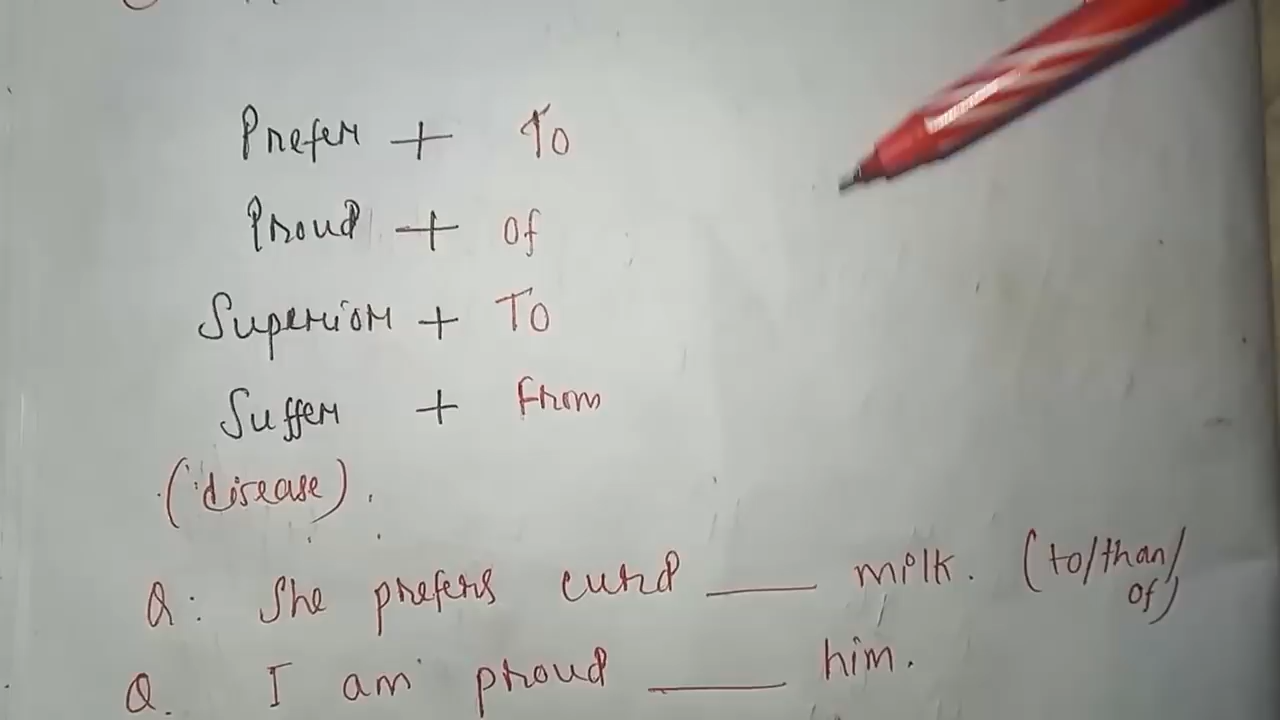 Prefer + To
Proud + of
Superior + To
Suffer + From
(disease).
Q: She prefers curd ____ milk. (to/than/
of)
Q. I am proud ____ him.